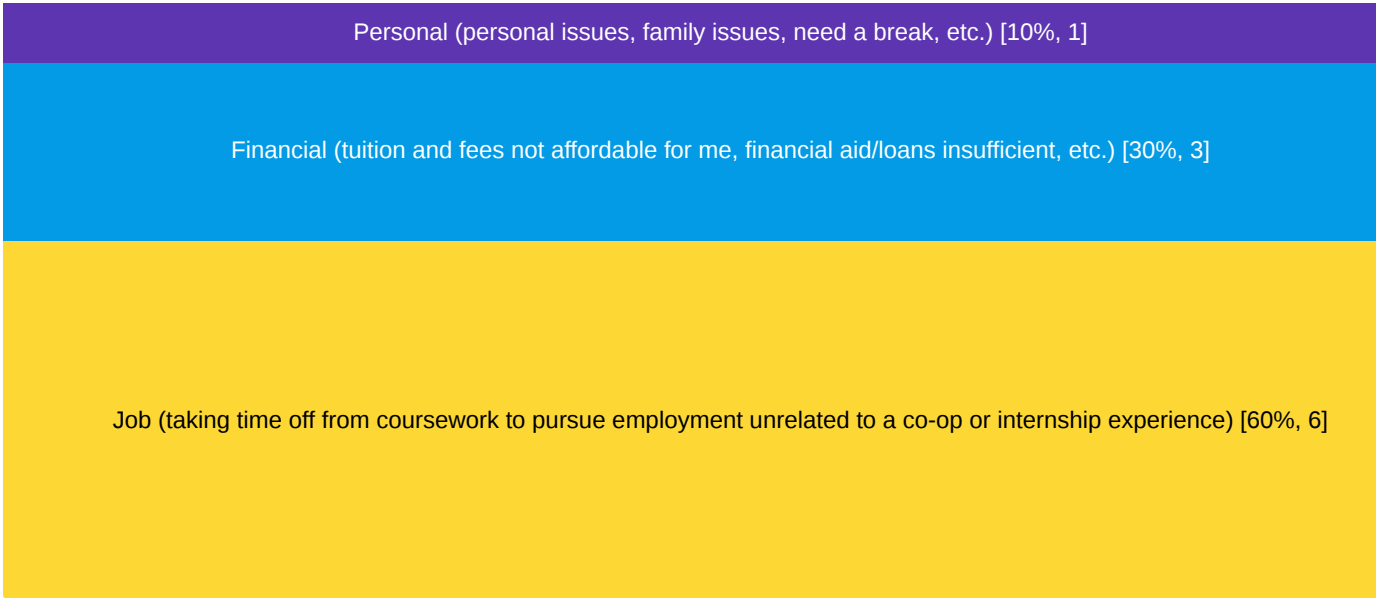 Personal (personal issues, family issues, need a break, etc.) [10%, 1]
Financial (tuition and fees not affordable for me, financial aid/loans insufficient, etc.) [30%, 3]
Job (taking time off from coursework to pursue employment unrelated to a co-op or internship experience) [60%, 6]